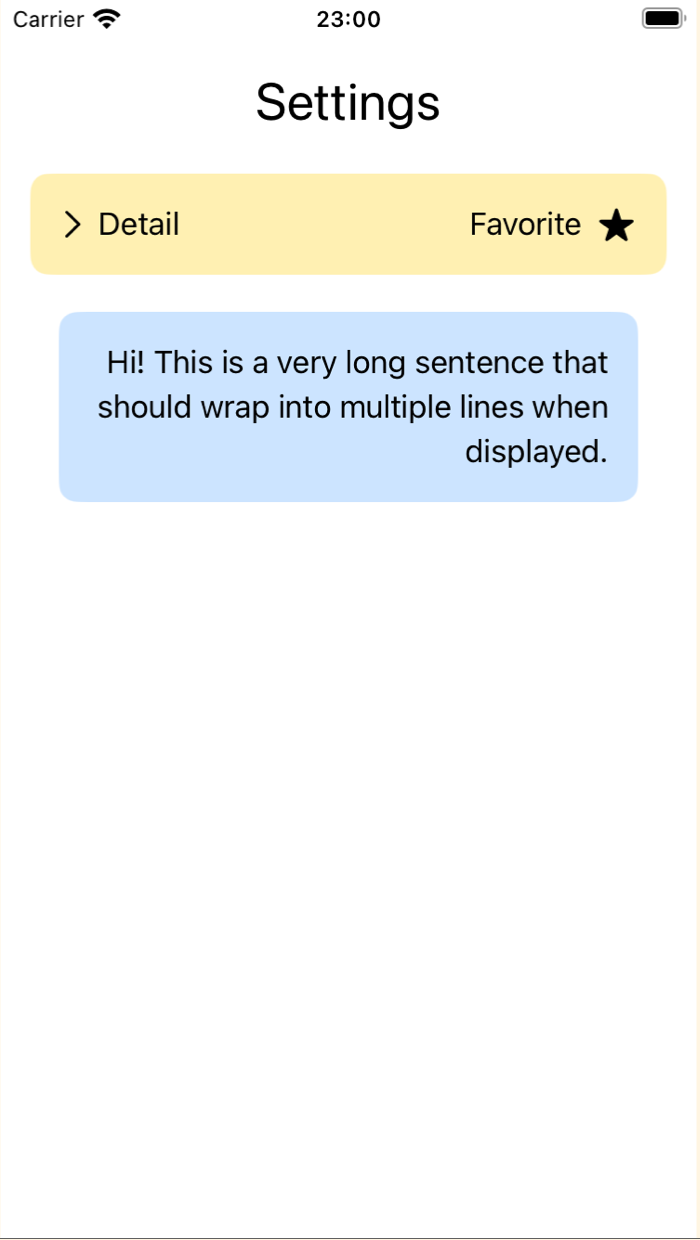 Carrier 23:00
Settings
Detail Favorite
Hi! This is a very long sentence that
should wrap into multiple lines when
displayed.